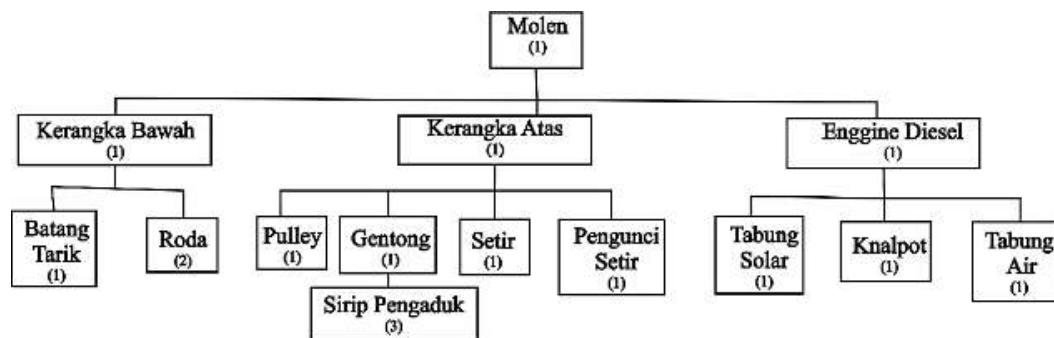 Molen
(1)
Kerangka Bawah
(1)
Kerangka Atas
(1)
Enggine Diesel
(1)
Batang
Tarik
(1)
Roda
(2)
Pulley
(1)
Gentong
(1)
Setir
(1)
Pengunci
Setir
(1)
Tabung
Solar
(1)
Knalpot
(1)
Tabung
Air
(1)
Sirip Pengaduk
(3)